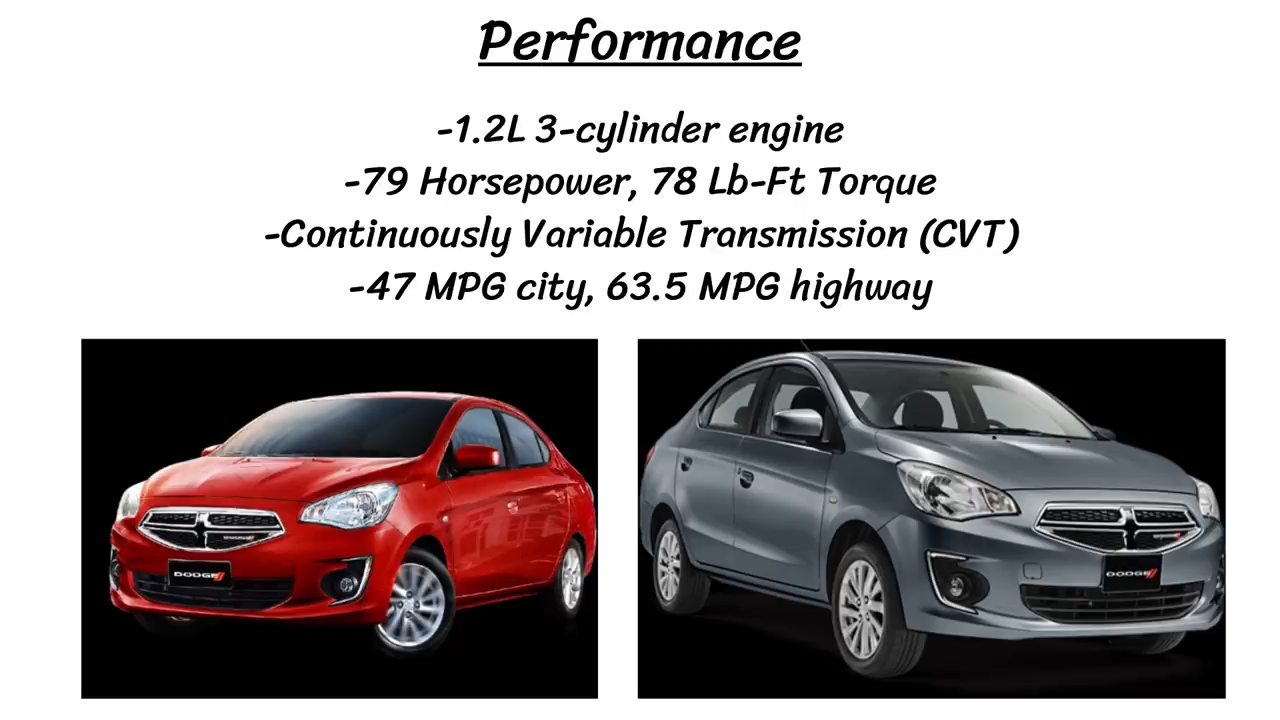 Performance
-1.2L 3-cylinder engine
-79 Horsepower, 78 Lb-Ft Torque
-Continuously Variable Transmission (CVT)
-47 MPG city, 63.5 MPG highway
DODGE
DODGE